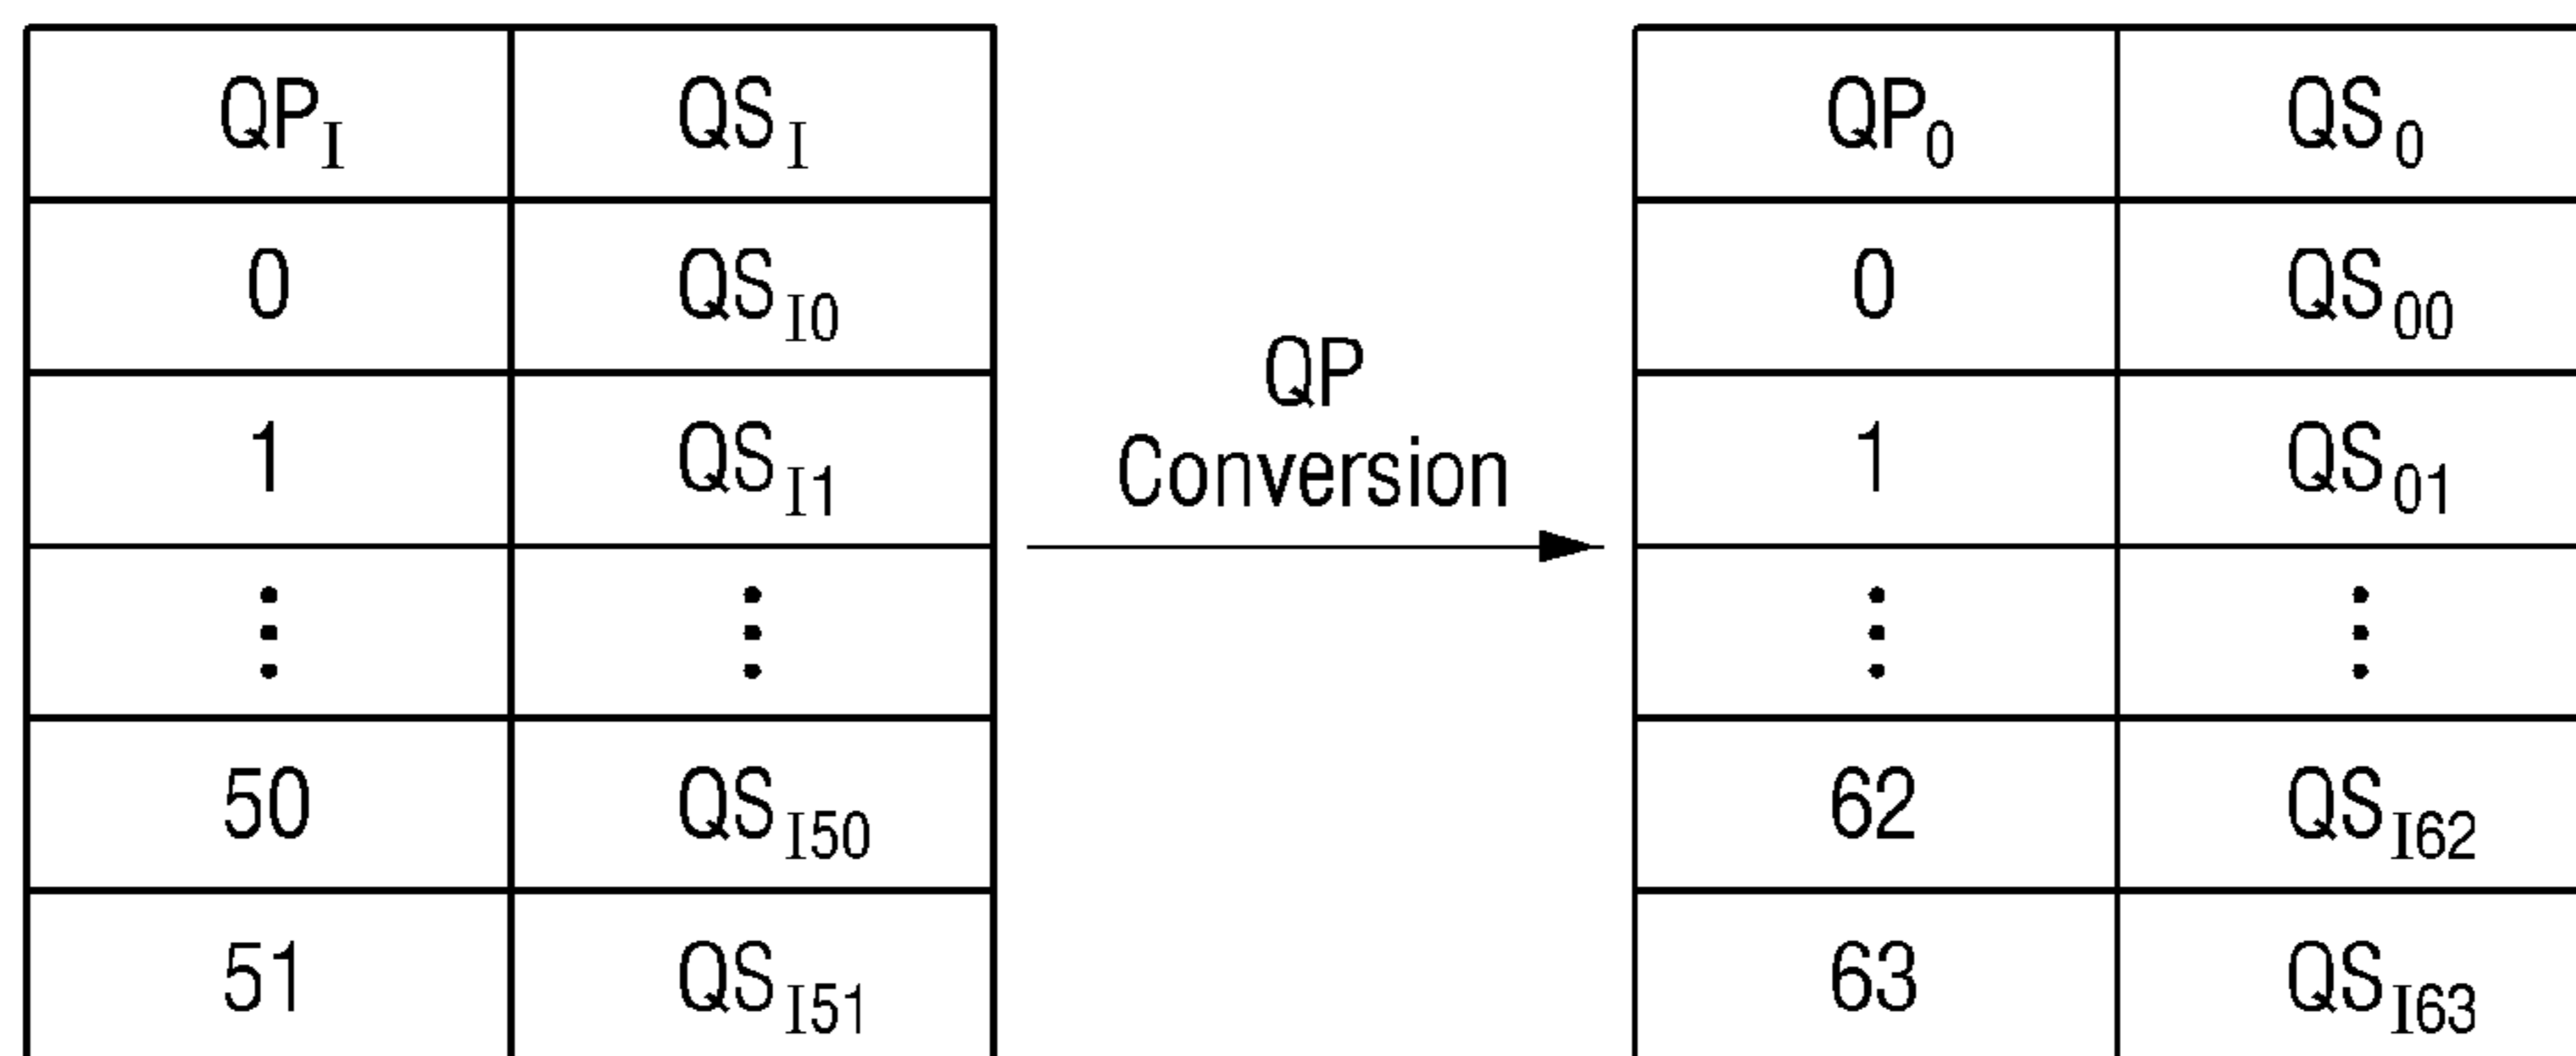 QP_I QS_I
0 QS_I0
1 QS_I1
⋮ ⋮
50 QS_I50
51 QS_I51
QP
Conversion
QP_0 QS_0
0 QS_00
1 QS_01
⋮ ⋮
62 QS_I62
63 QS_I63